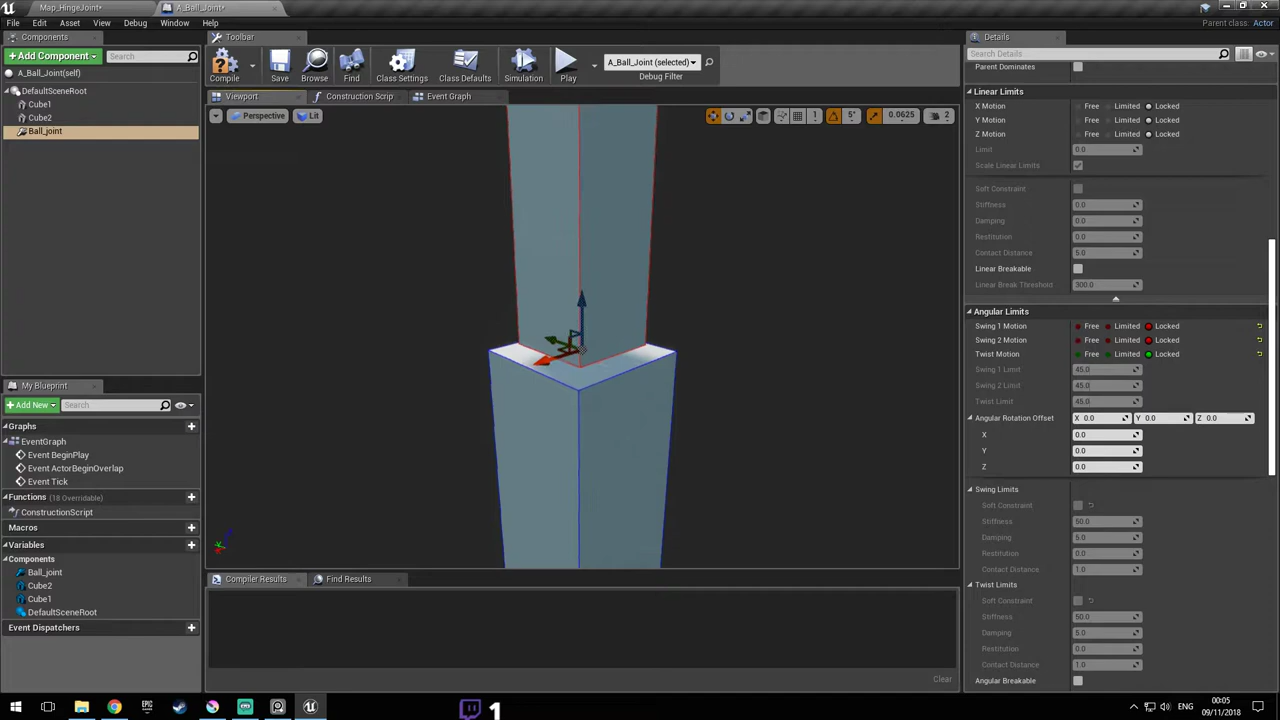 Map_HingeJoint*
A_Ball_Joint*
File Edit Asset View Debug Window Help
Parent class: Actor
Components
Toolbar
Details
+Add Component
Search
Search Details
A_Ball_Joint(self)
Compile Save Browse Find Class Settings Class Defaults Simulation Play
A_Ball_Joint (selected)
Debug Filter
DefaultSceneRoot
Cube1
Cube2
Ball_joint
Viewport Construction Scrip Event Graph
Perspective Lit
1 5° 0.0625 2
Parent Dominates
Linear Limits
X Motion Free Limited Locked
Y Motion Free Limited Locked
Z Motion Free Limited Locked
Limit 0.0
Scale Linear Limits
Soft Constraint
Stiffness 0.0
Damping 0.0
Restitution 0.0
Contact Distance 5.0
Linear Breakable
Linear Break Threshold 300.0
Angular Limits
Swing 1 Motion Free Limited Locked
Swing 2 Motion Free Limited Locked
Twist Motion Free Limited Locked
Swing 1 Limit 45.0
Swing 2 Limit 45.0
Twist Limit 45.0
Angular Rotation Offset X 0.0 Y 0.0 Z 0.0
X 0.0
Y 0.0
Z 0.0
Swing Limits
Soft Constraint
Stiffness 50.0
Damping 5.0
Restitution 0.0
Contact Distance 1.0
Twist Limits
Soft Constraint
Stiffness 50.0
Damping 5.0
Restitution 0.0
Contact Distance 1.0
Angular Breakable
My Blueprint
+Add New
Search
Graphs
EventGraph
Event BeginPlay
Event ActorBeginOverlap
Event Tick
Functions (18 Overridable)
ConstructionScript
Macros
Variables
Components
Ball_joint
Cube2
Cube1
DefaultSceneRoot
Event Dispatchers
Compiler Results Find Results
Clear
1
ENG
00:05
09/11/2018